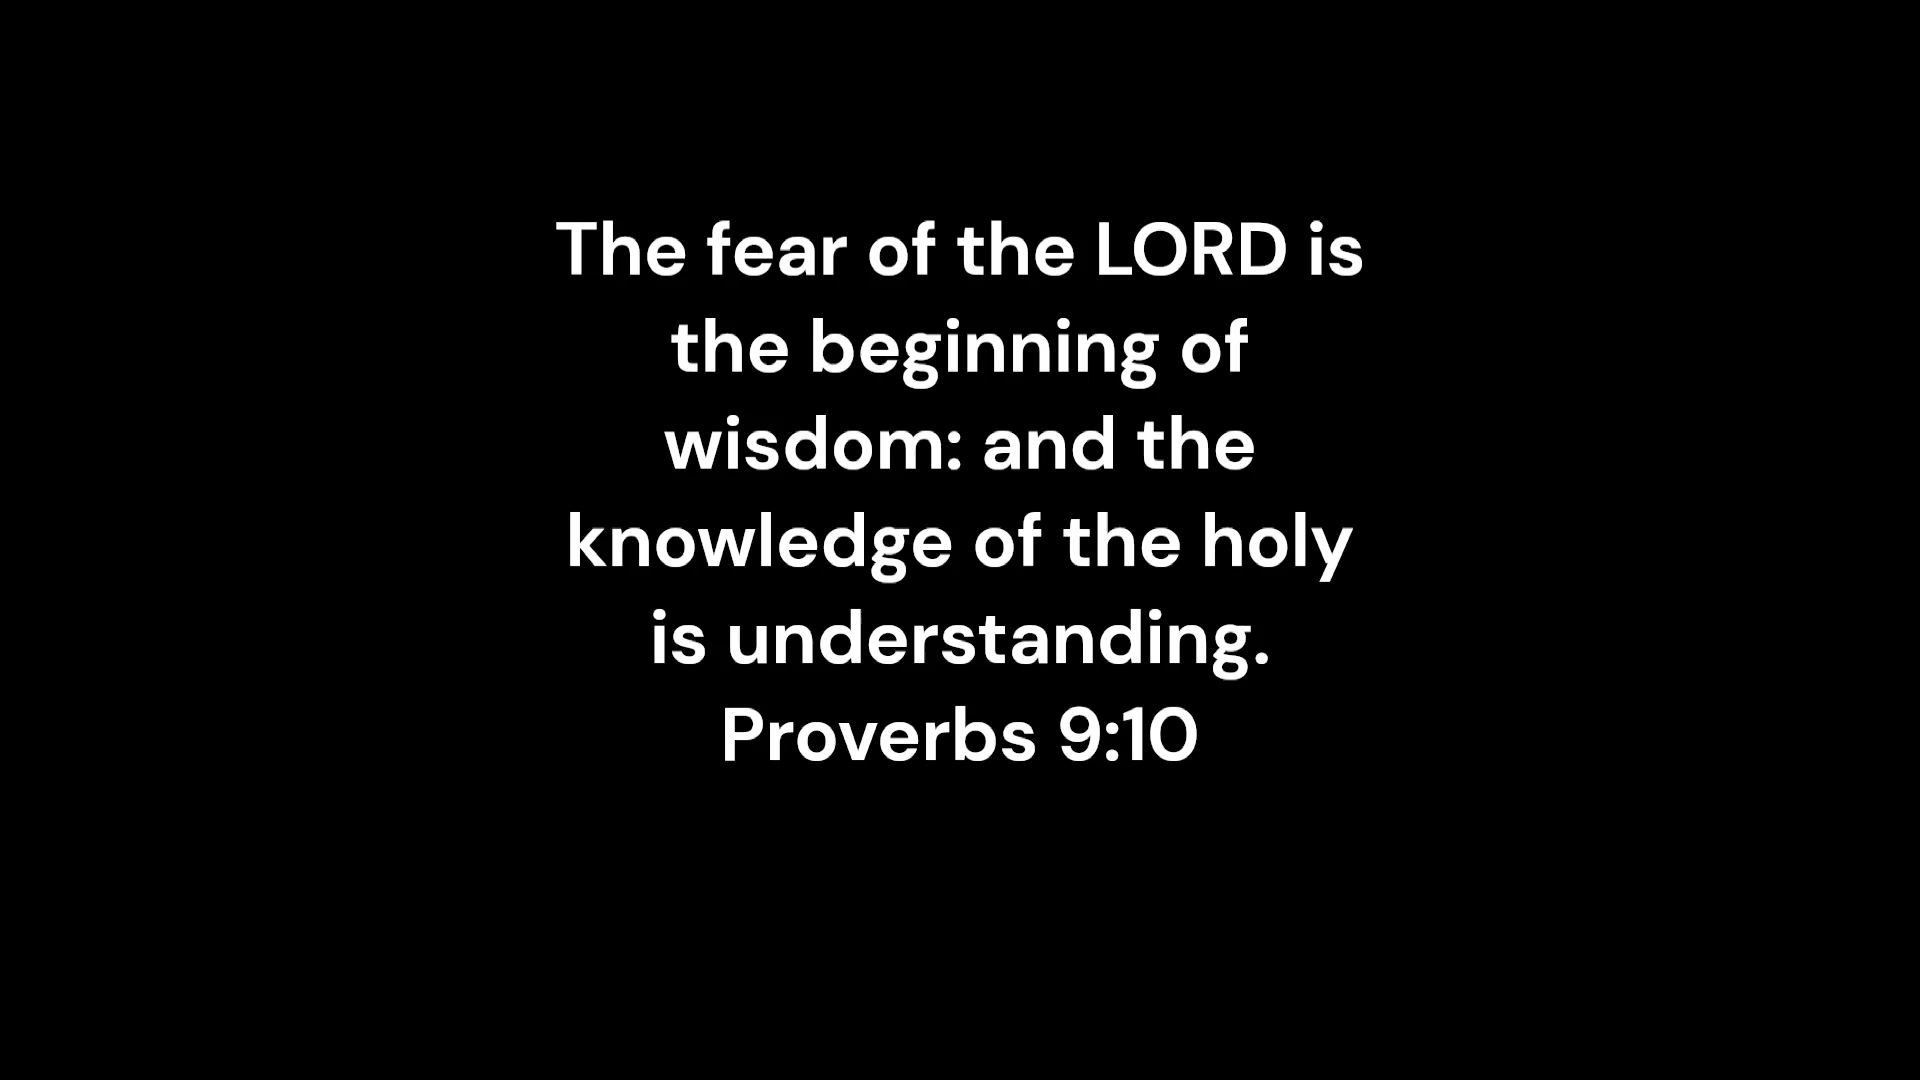 The fear of the LORD is
the beginning of
wisdom: and the
knowledge of the holy
is understanding.
Proverbs 9:10